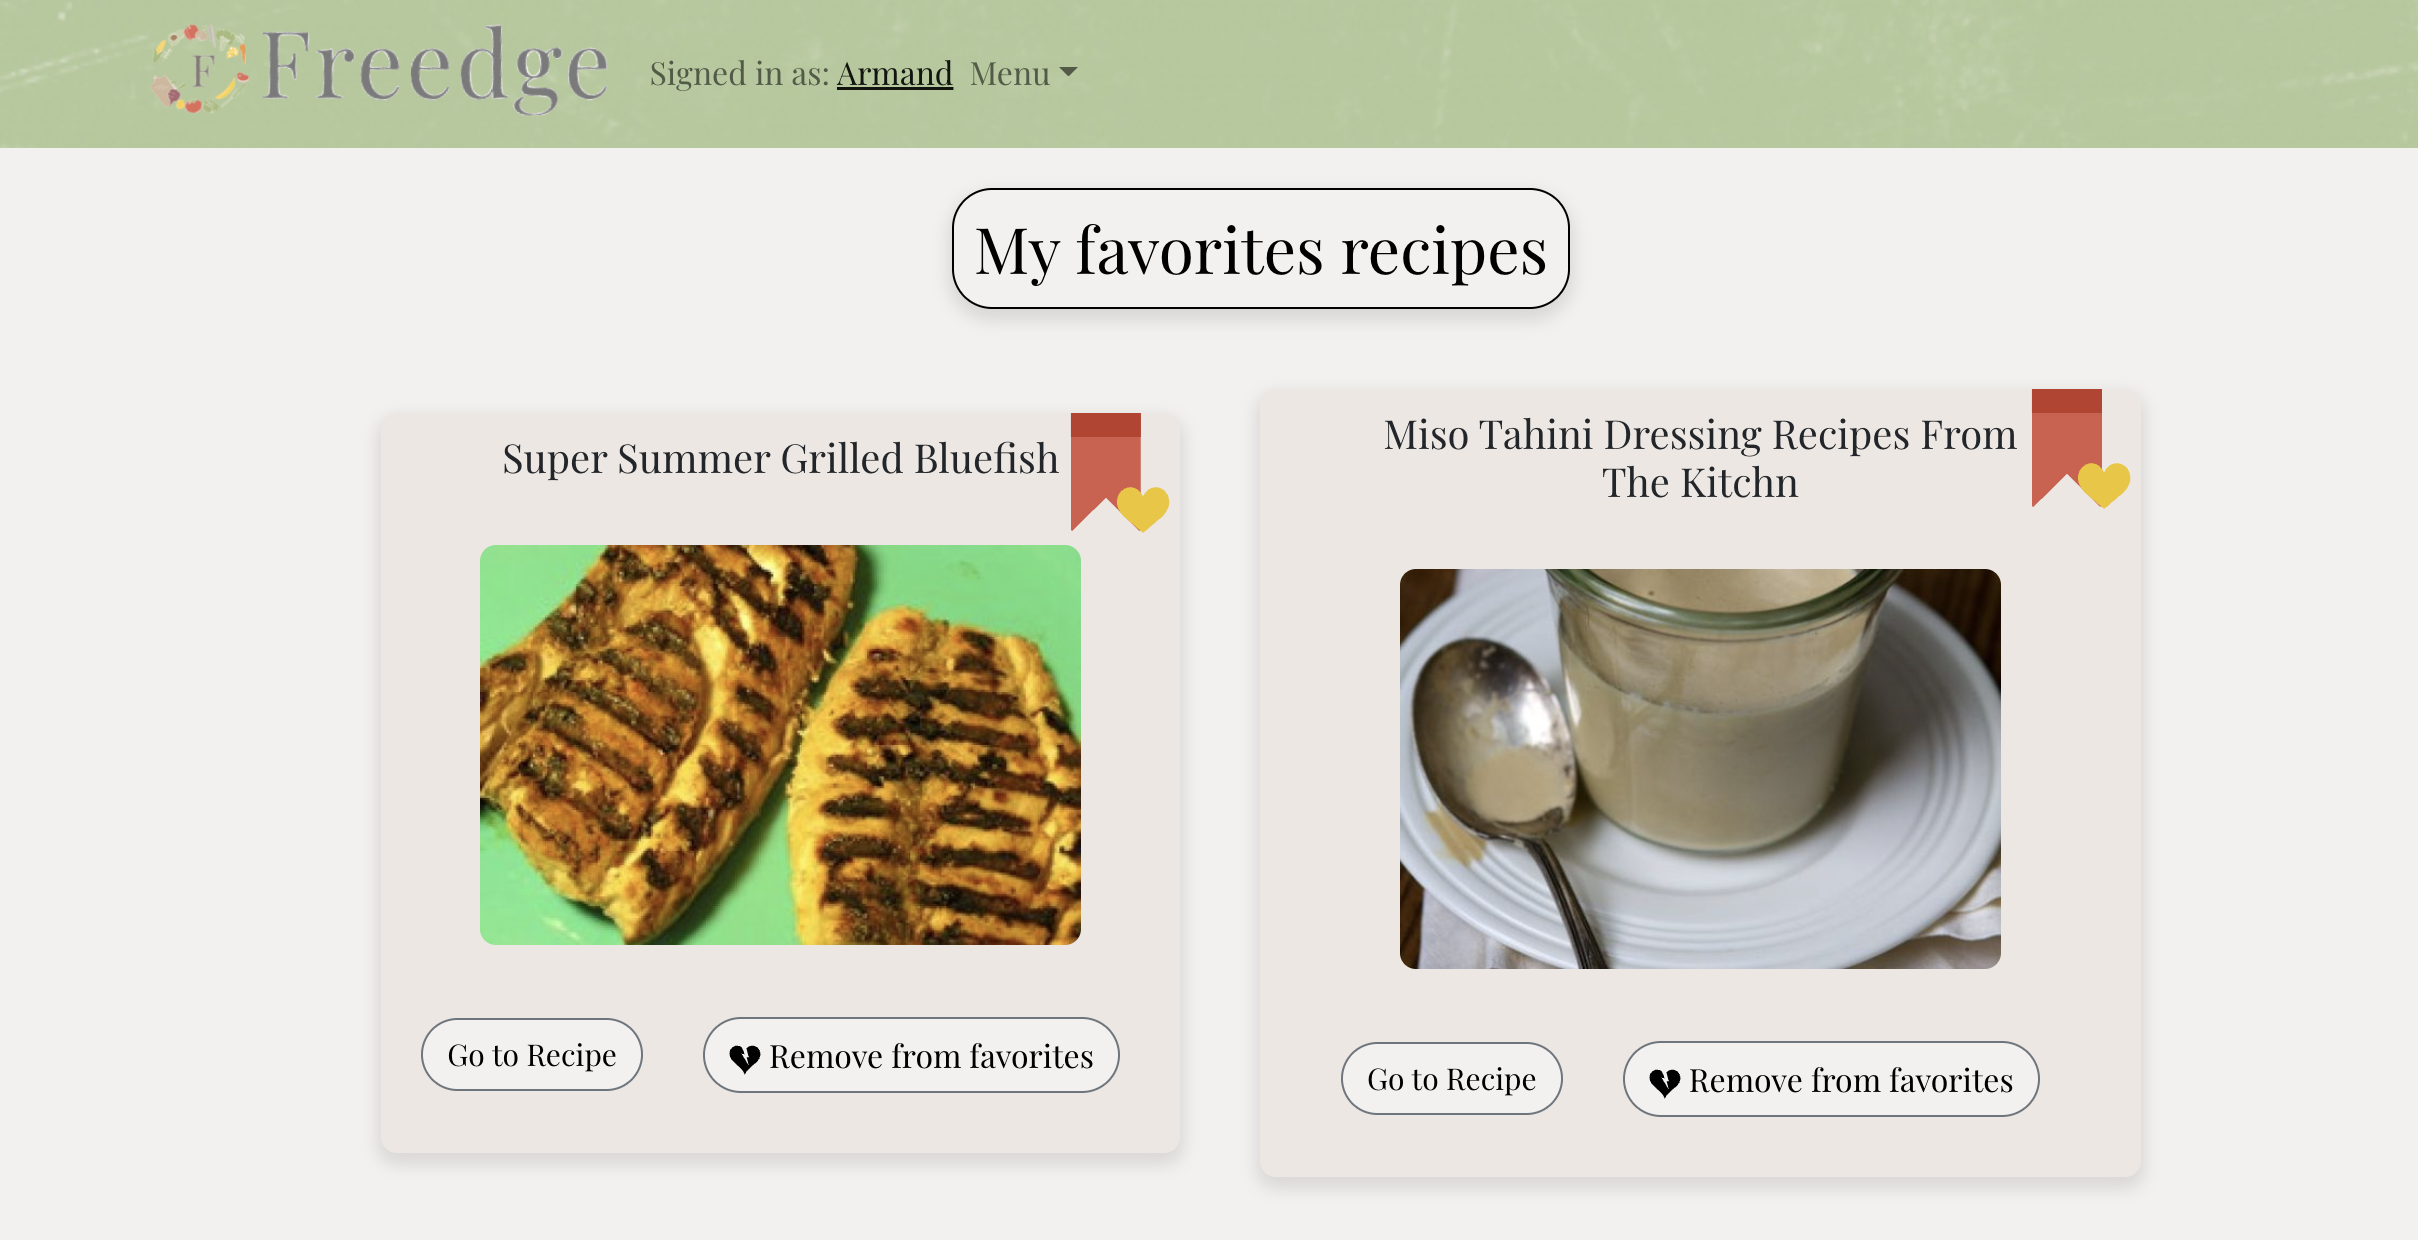 F Freedge Signed in as: Armand Menu
My favorites recipes
Super Summer Grilled Bluefish
Miso Tahini Dressing Recipes From
The Kitchn
Go to Recipe Remove from favorites
Go to Recipe Remove from favorites